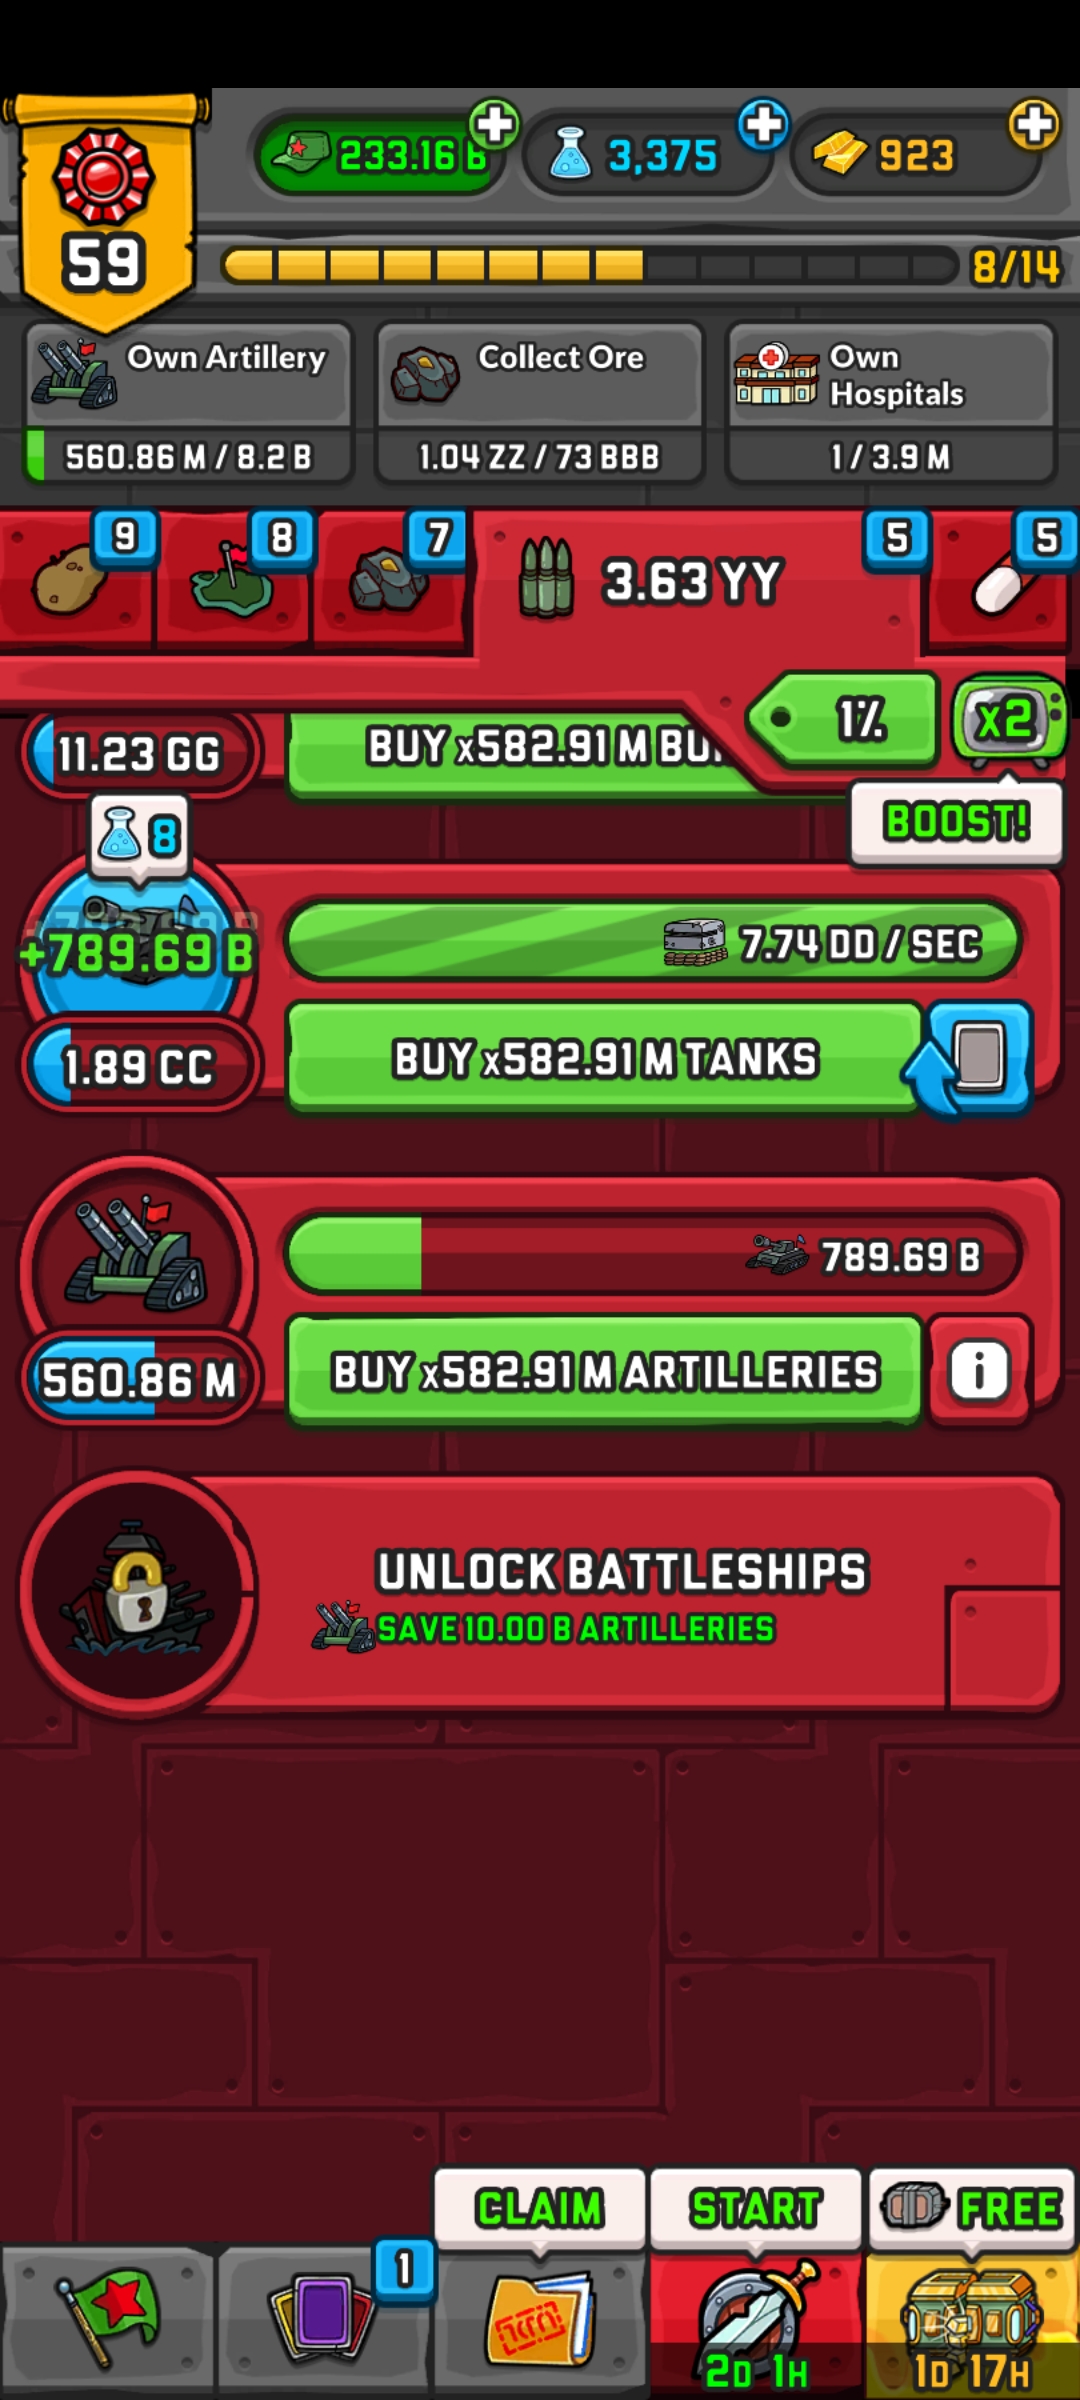 233.16 B
3,375
923
59
8/14
Own Artillery
560.86 M / 8.2 B
Collect Ore
1.04 ZZ / 73 BBB
Own Hospitals
1 / 3.9 M
9
8
7
3.63 YY
5
5
1%
x2
BOOST!
11.23 GG
BUY x582.91 M
8
+789.69 B
7.74 DD / SEC
1.89 CC
BUY x582.91 M TANKS
789.69 B
560.86 M
BUY x582.91 M ARTILLERIES
i
UNLOCK BATTLESHIPS
SAVE 10.00 B ARTILLERIES
CLAIM
START
FREE
1
2D 1H
1D 17H